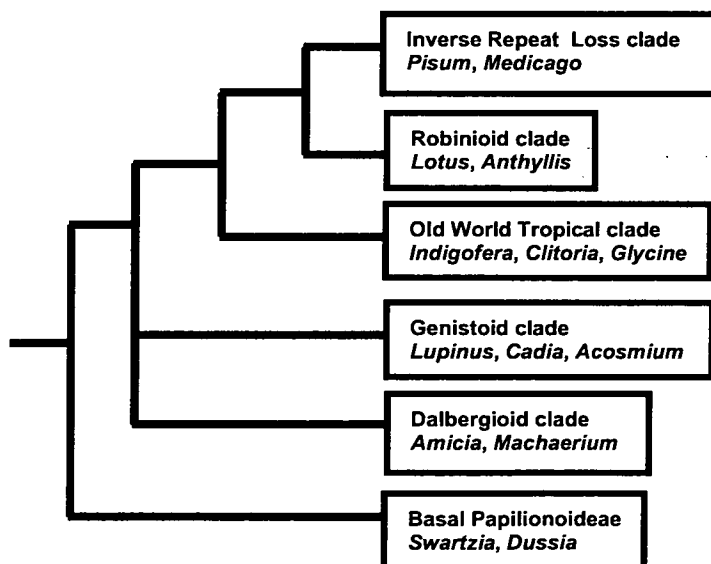 Inverse Repeat Loss clade
Pisum, Medicago
Robinioid clade
Lotus, Anthyllis
Old World Tropical clade
Indigofera, Clitoria, Glycine
Genistoid clade
Lupinus, Cadia, Acosmium
Dalbergioid clade
Amicia, Machaerium
Basal Papilionoideae
Swartzia, Dussia